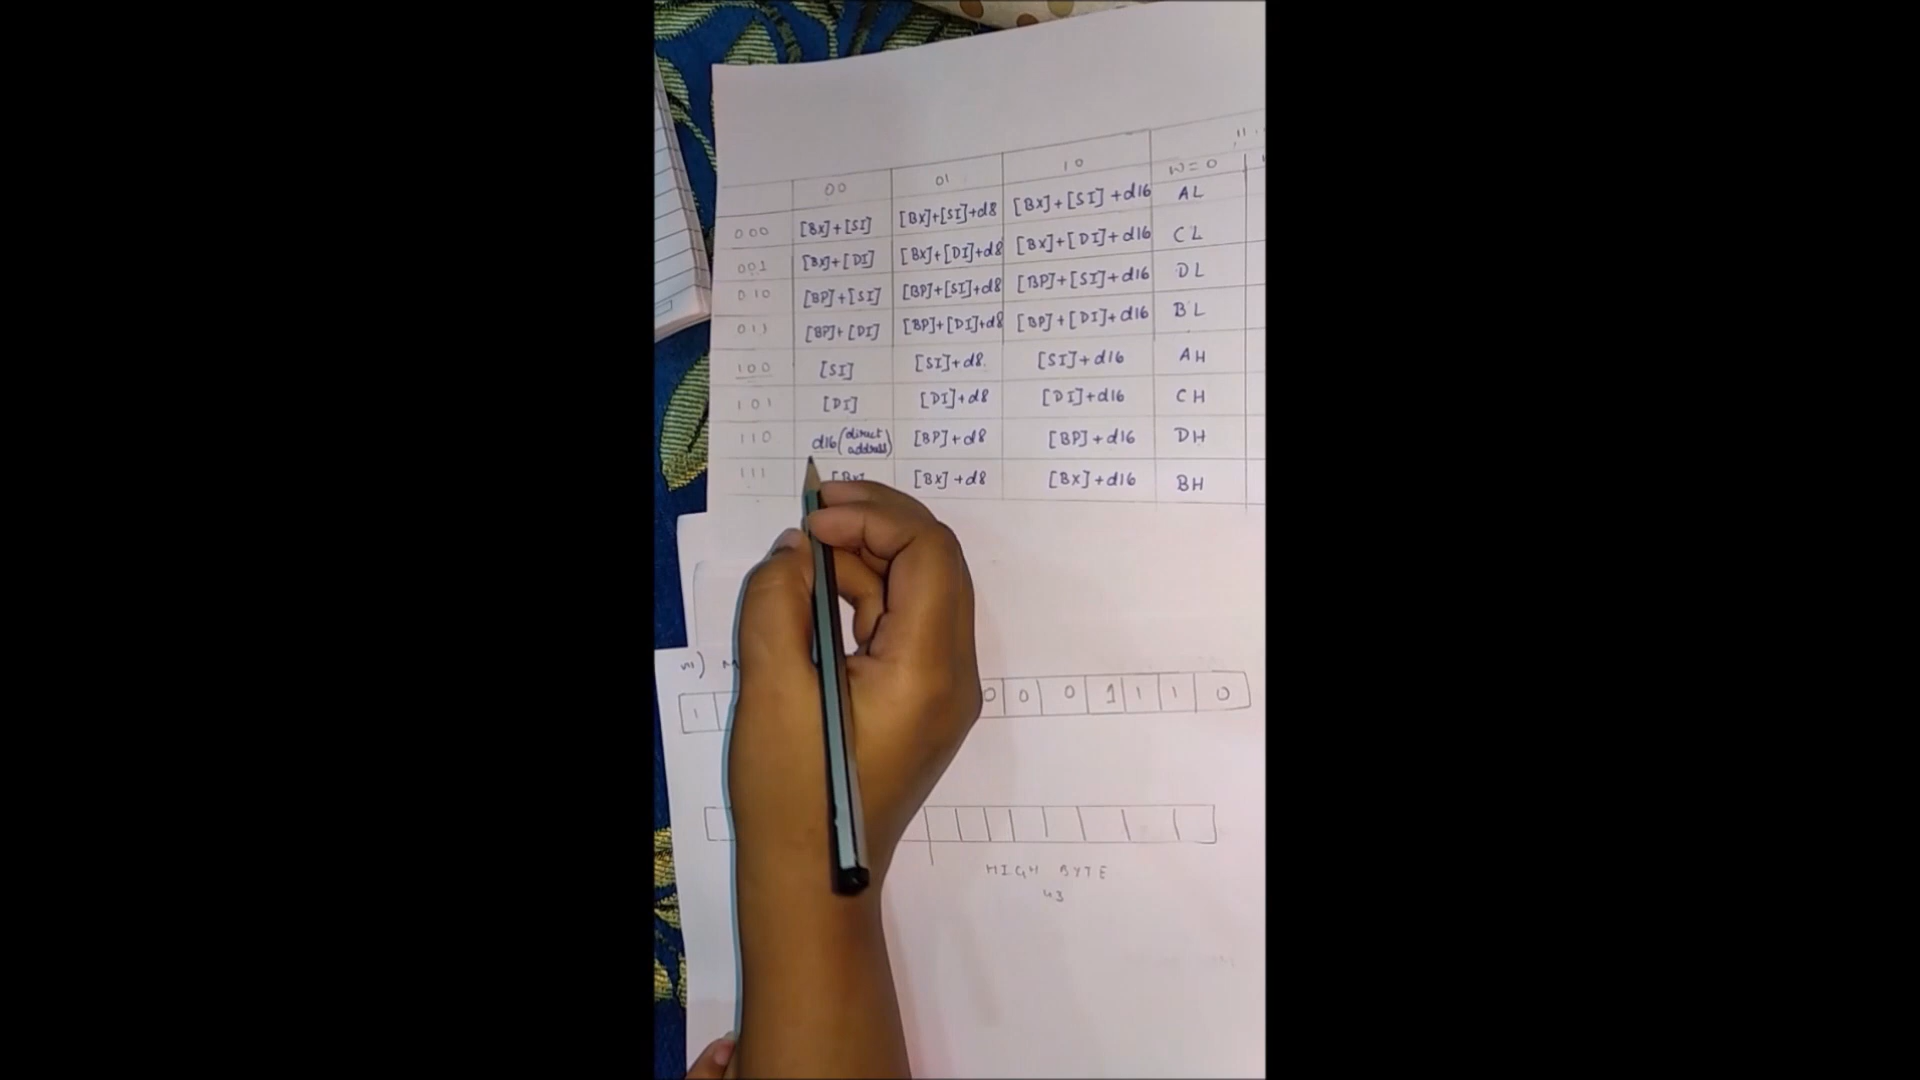 00 01 10 11
W=0
000 [BX]+[SI] [BX]+[SI]+d8 [BX]+[SI]+d16 AL
001 [BX]+[DI] [BX]+[DI]+d8 [BX]+[DI]+d16 CL
010 [BP]+[SI] [BP]+[SI]+d8 [BP]+[SI]+d16 DL
011 [BP]+[DI] [BP]+[DI]+d8 [BP]+[DI]+d16 BL
100 [SI] [SI]+d8 [SI]+d16 AH
101 [DI] [DI]+d8 [DI]+d16 CH
110 d16(direct address) [BP]+d8 [BP]+d16 DH
111 [BX] [BX]+d8 [BX]+d16 BH
1 0 0 0 1 1 1 0
HIGH BYTE
43